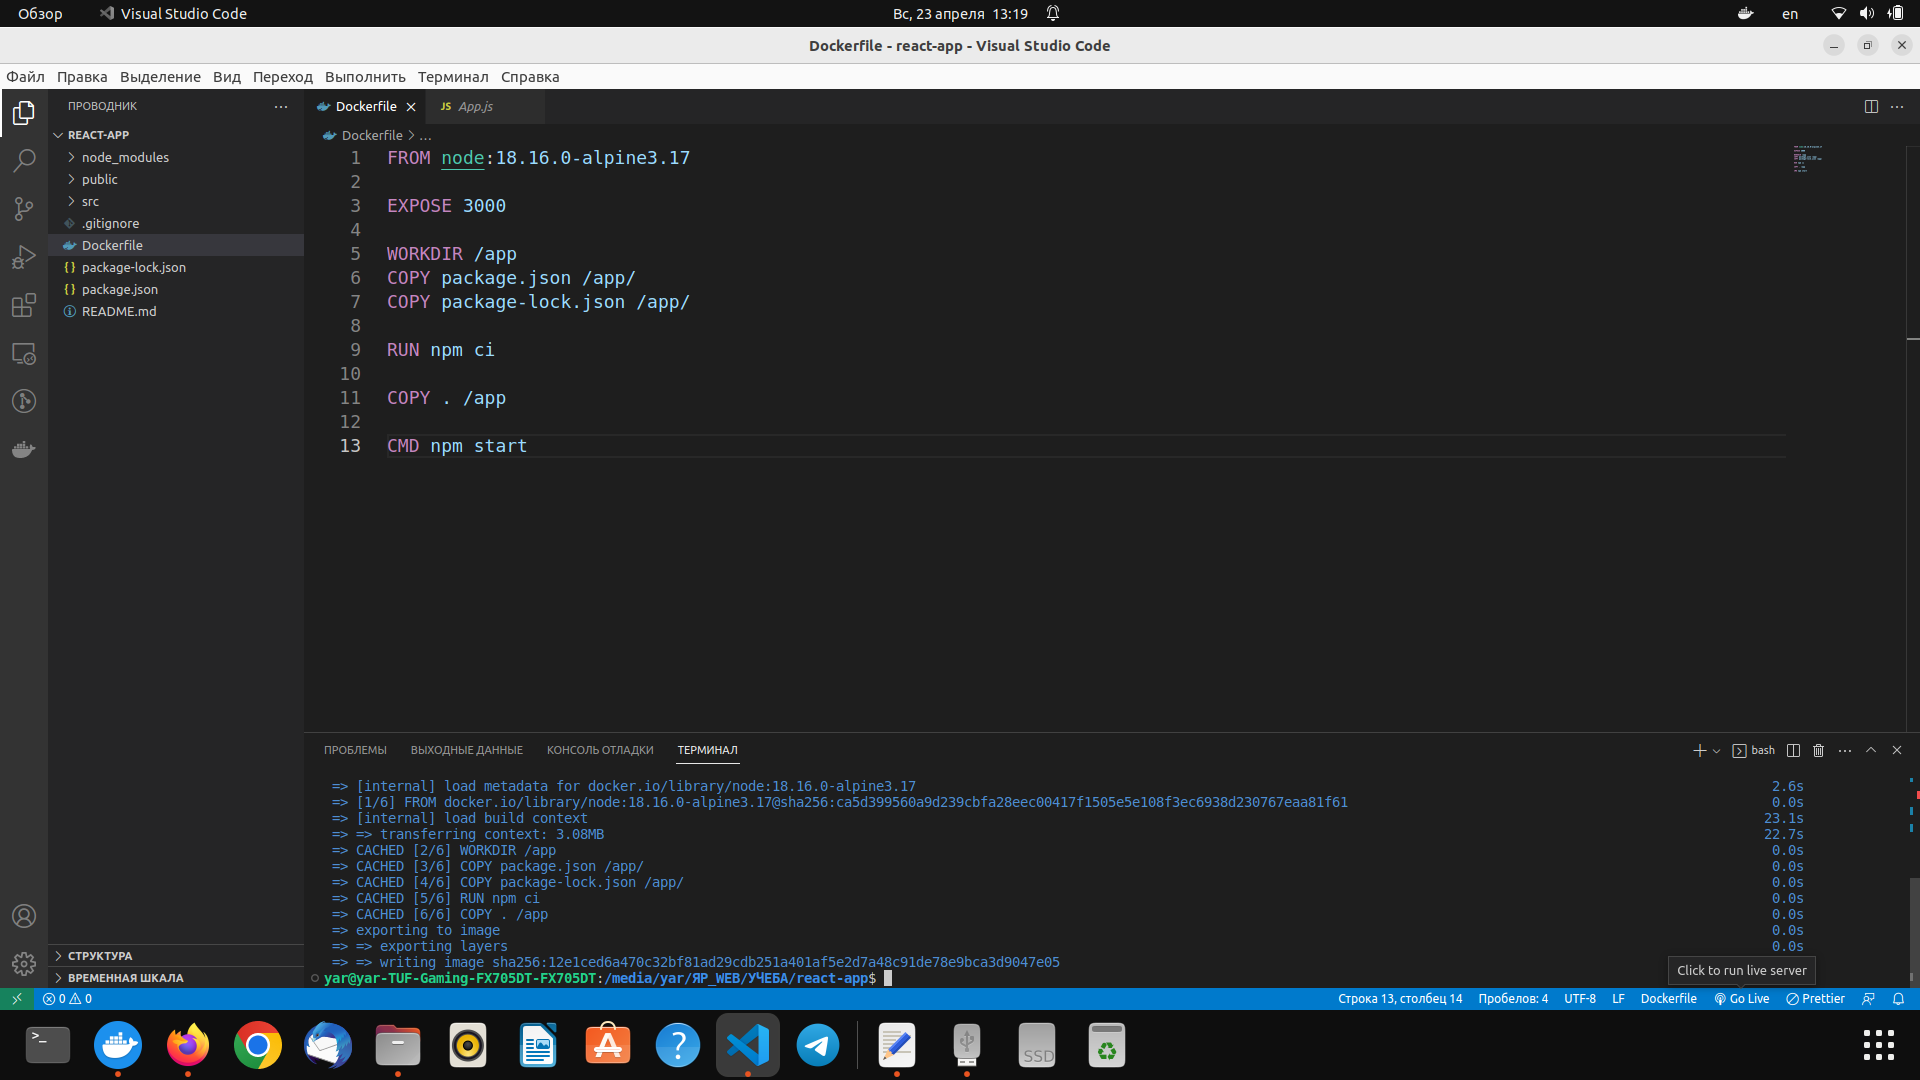 Обзор
Visual Studio Code
Вс, 23 апреля 13:19
en
Dockerfile - react-app - Visual Studio Code
Файл Правка Выделение Вид Переход Выполнить Терминал Справка
ПРОВОДНИК
REACT-APP
node_modules
public
src
.gitignore
Dockerfile
package-lock.json
package.json
README.md
СТРУКТУРА
ВРЕМЕННАЯ ШКАЛА
Dockerfile
JS App.js
Dockerfile > ...
1 FROM node:18.16.0-alpine3.17
2
3 EXPOSE 3000
4
5 WORKDIR /app
6 COPY package.json /app/
7 COPY package-lock.json /app/
8
9 RUN npm ci
10
11 COPY . /app
12
13 CMD npm start
ПРОБЛЕМЫ ВЫХОДНЫЕ ДАННЫЕ КОНСОЛЬ ОТЛАДКИ ТЕРМИНАЛ
bash
=> [internal] load metadata for docker.io/library/node:18.16.0-alpine3.17 2.6s
=> [1/6] FROM docker.io/library/node:18.16.0-alpine3.17@sha256:ca5d399560a9d239cbfa28eec00417f1505e5e108f3ec6938d230767eaa81f61 0.0s
=> [internal] load build context 23.1s
=> => transferring context: 3.08MB 22.7s
=> CACHED [2/6] WORKDIR /app 0.0s
=> CACHED [3/6] COPY package.json /app/ 0.0s
=> CACHED [4/6] COPY package-lock.json /app/ 0.0s
=> CACHED [5/6] RUN npm ci 0.0s
=> CACHED [6/6] COPY . /app 0.0s
=> exporting to image 0.0s
=> => exporting layers 0.0s
=> => writing image sha256:12e1ced6a470c32bf81ad29cdb251a401af5e2d7a48c91de78e9bca3d9047e05
yar@yar-TUF-Gaming-FX705DT-FX705DT:/media/yar/ЯР_WEB/УЧЕБА/react-app$
Click to run live server
0 0
Строка 13, столбец 14 Пробелов: 4 UTF-8 LF Dockerfile Go Live Prettier
SSD